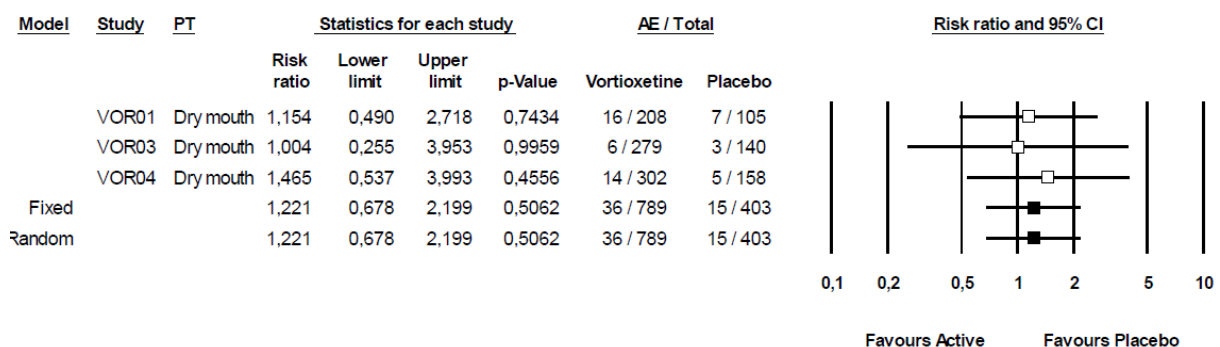 Model Study PT Statistics for each study AE / Total Risk ratio and 95% CI
Risk ratio Lower limit Upper limit p-Value Vortioxetine Placebo
VOR01 Dry mouth 1,154 0,490 2,718 0,7434 16 / 208 7 / 105
VOR03 Dry mouth 1,004 0,255 3,953 0,9959 6 / 279 3 / 140
VOR04 Dry mouth 1,465 0,537 3,993 0,4556 14 / 302 5 / 158
Fixed 1,221 0,678 2,199 0,5062 36 / 789 15 / 403
Random 1,221 0,678 2,199 0,5062 36 / 789 15 / 403
0,1 0,2 0,5 1 2 5 10
Favours Active Favours Placebo